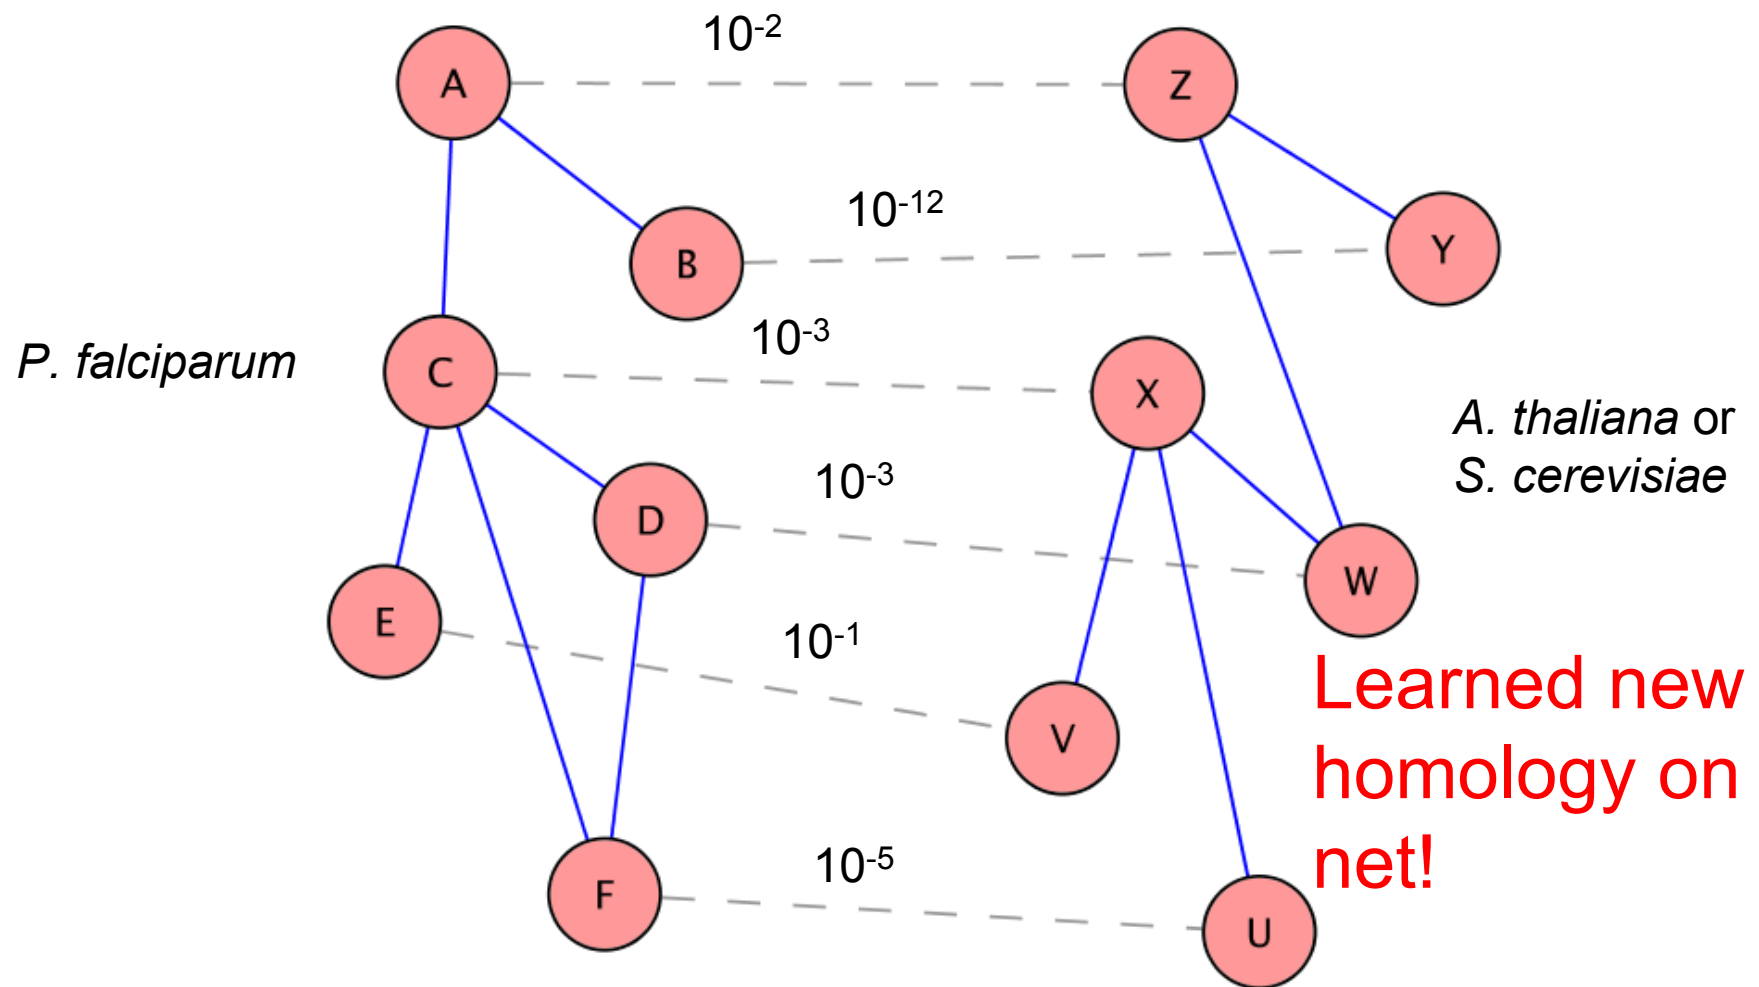 10⁻²
A
Z
10⁻¹²
B
Y
10⁻³
P. falciparum
C
X
A. thaliana or
S. cerevisiae
10⁻³
D
W
E
10⁻¹
V
Learned new
homology on
net!
10⁻⁵
F
U